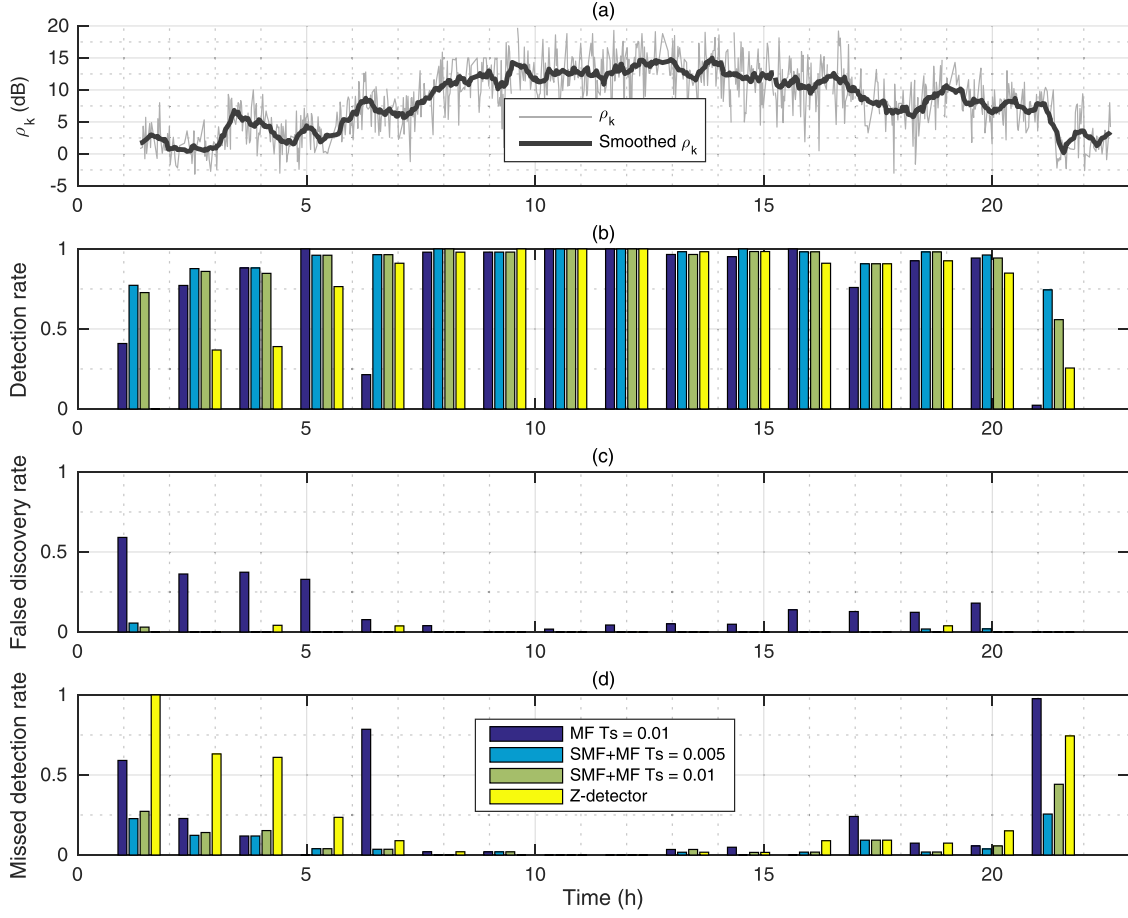 (a)
20
15
10
5
0
-5
ρk (dB)
ρk
Smoothed ρk
0 5 10 15 20
(b)
1
0.5
0
Detection rate
0 5 10 15 20
(c)
1
0.5
0
False discovery rate
0 5 10 15 20
(d)
1
0.5
0
Missed detection rate
MF Ts = 0.01
SMF+MF Ts = 0.005
SMF+MF Ts = 0.01
Z-detector
0 5 10 15 20
Time (h)